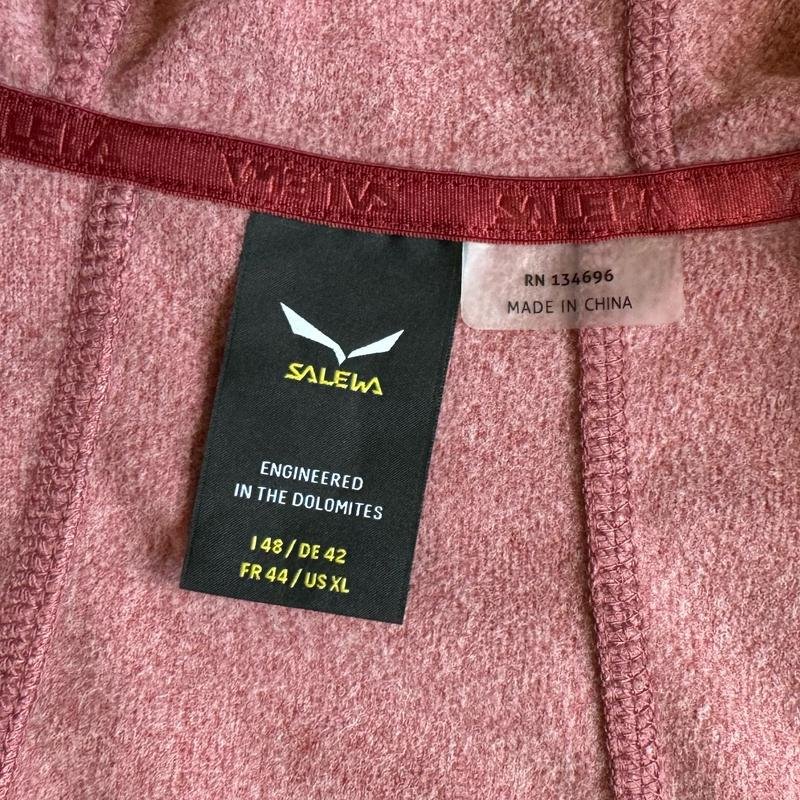 SALEWA
SALEWA
SALEWA
RN 134696
MADE IN CHINA
SALEWA
ENGINEERED
IN THE DOLOMITES
I 48 / DE 42
FR 44 / US XL